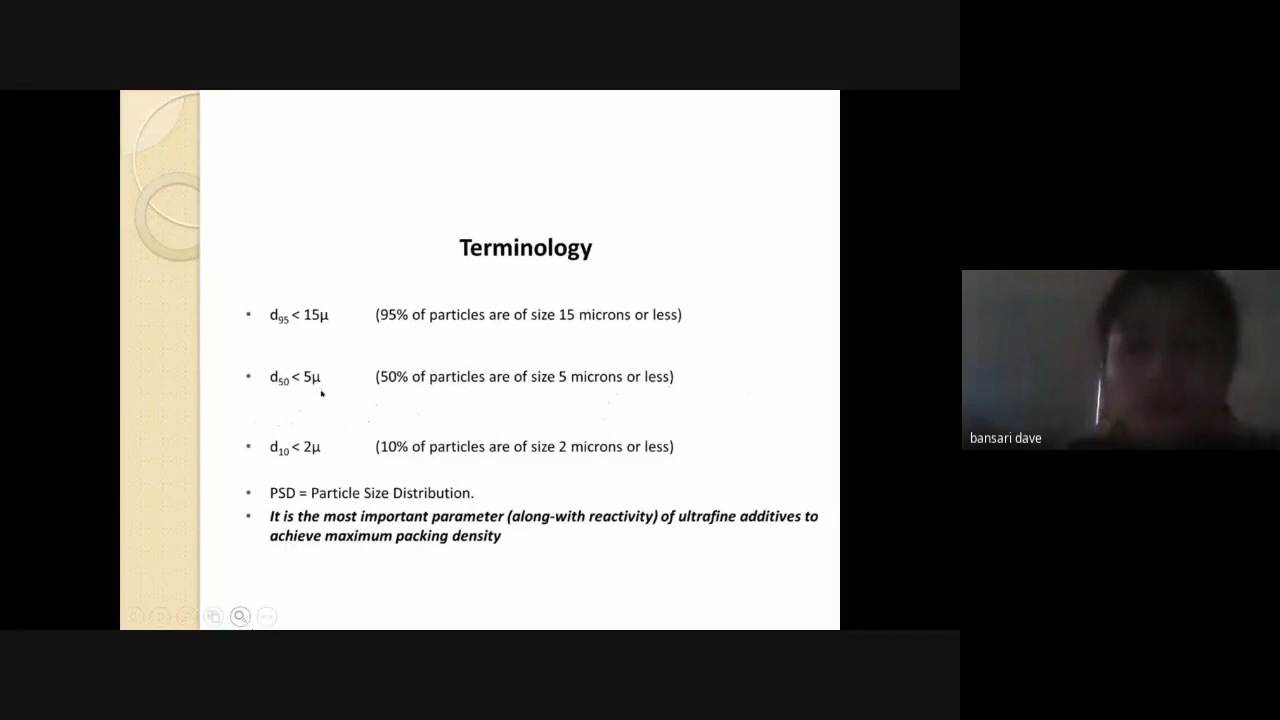 Terminology
• d95 < 15μ (95% of particles are of size 15 microns or less)
• d50 < 5μ (50% of particles are of size 5 microns or less)
• d10 < 2μ (10% of particles are of size 2 microns or less)
• PSD = Particle Size Distribution.
• It is the most important parameter (along-with reactivity) of ultrafine additives to
achieve maximum packing density
bansari dave